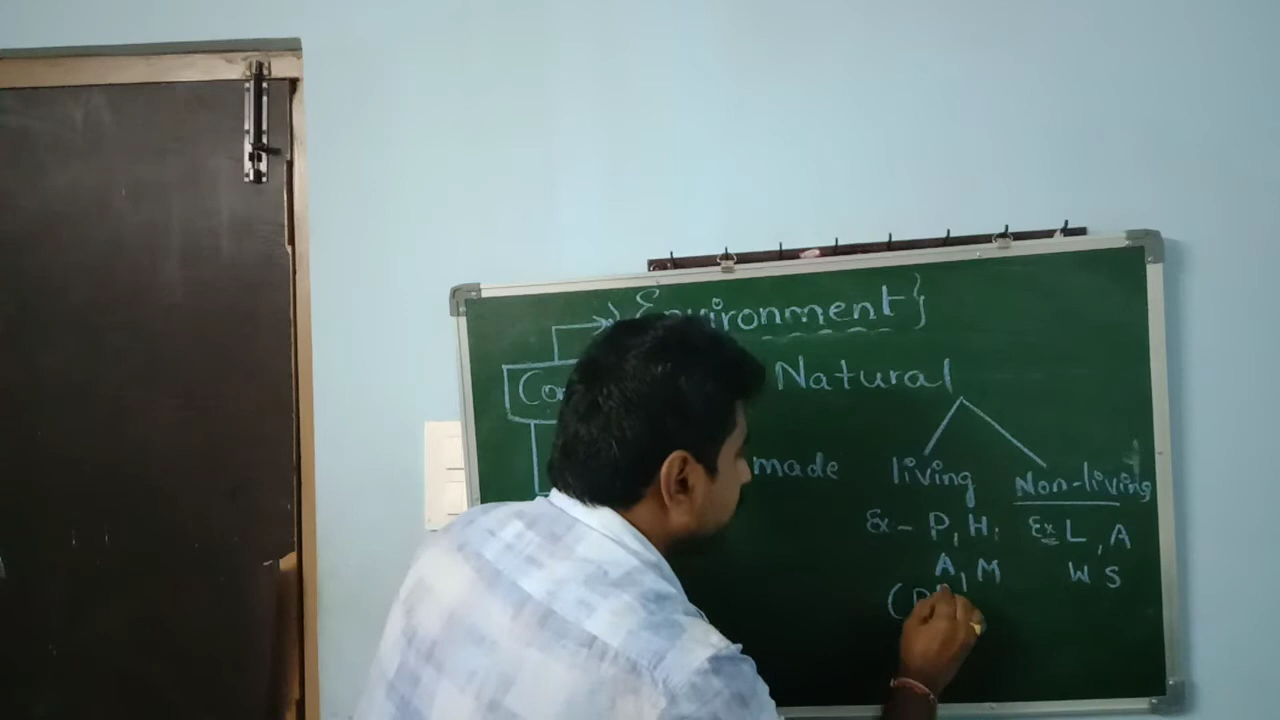 Environment}
Natural
made
living Non-living
Ex- P, H, Ex L, A
A, M W S
(